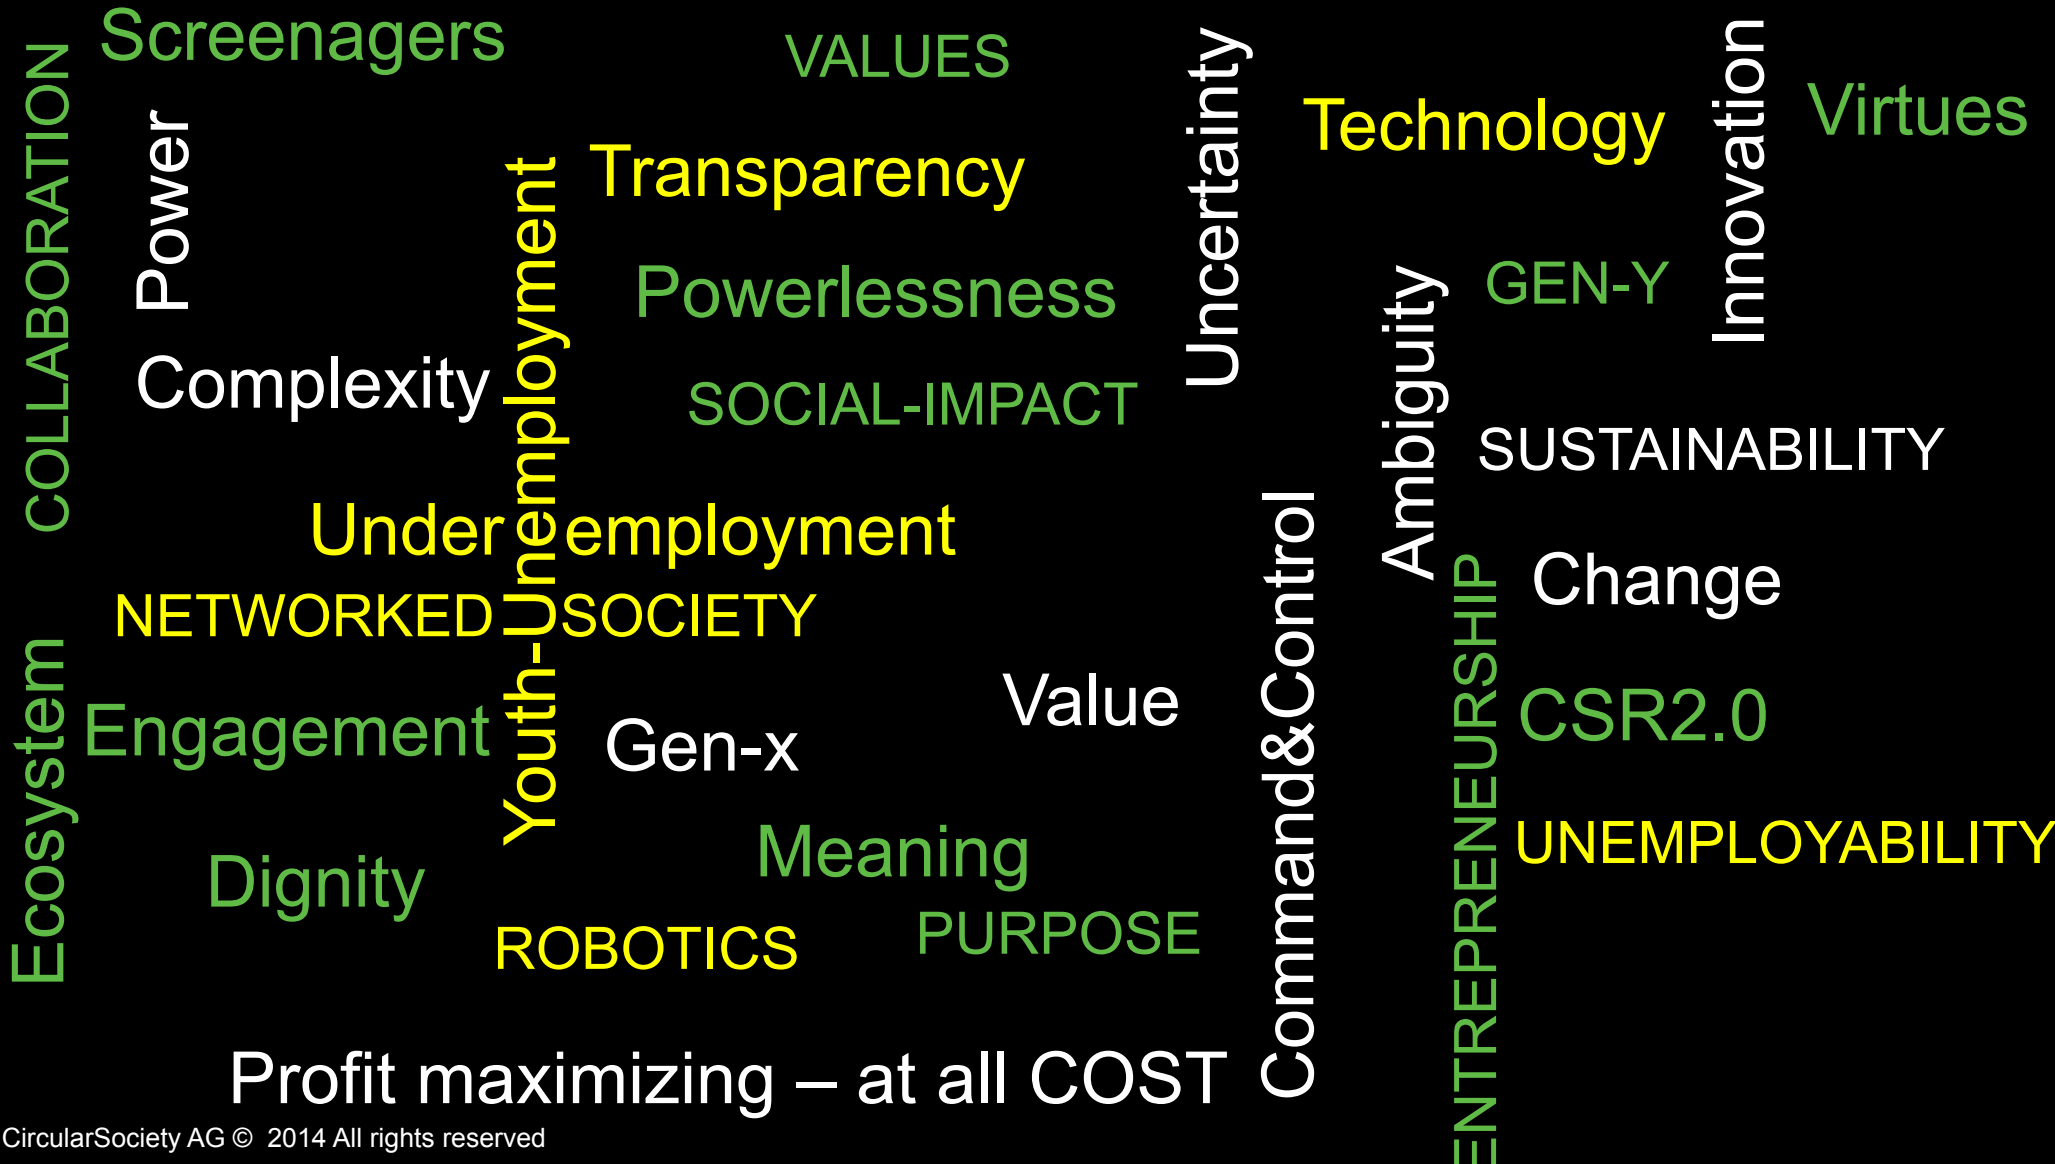 Screenagers
VALUES
COLLABORATION
Power
Transparency
Uncertainty
Technology
Innovation
Virtues
Youth-Unemployment
Powerlessness
GEN-Y
Ambiguity
Complexity
SOCIAL-IMPACT
SUSTAINABILITY
Under employment
Command&Control
Change
NETWORKED SOCIETY
ENTREPRENEURSHIP
Ecosystem
Engagement
Gen-x
Value
CSR2.0
Meaning
UNEMPLOYABILITY
Dignity
ROBOTICS
PURPOSE
Profit maximizing – at all COST
CircularSociety AG © 2014 All rights reserved